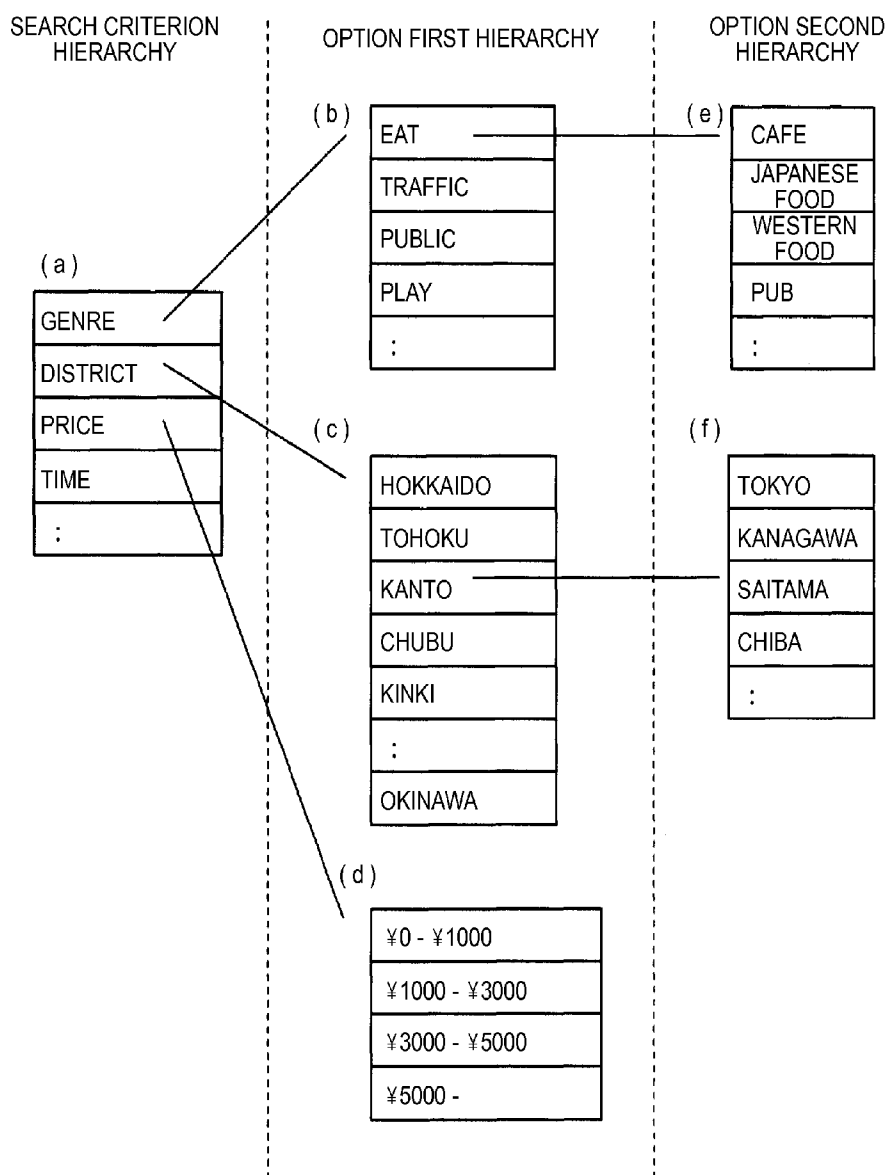 SEARCH CRITERION
HIERARCHY
OPTION FIRST HIERARCHY
OPTION SECOND
HIERARCHY
(a)
GENRE
DISTRICT
PRICE
TIME
:
(b)
EAT
TRAFFIC
PUBLIC
PLAY
:
(c)
HOKKAIDO
TOHOKU
KANTO
CHUBU
KINKI
:
OKINAWA
(d)
¥0 - ¥1000
¥1000 - ¥3000
¥3000 - ¥5000
¥5000 -
(e)
CAFE
JAPANESE
FOOD
WESTERN
FOOD
PUB
:
(f)
TOKYO
KANAGAWA
SAITAMA
CHIBA
: